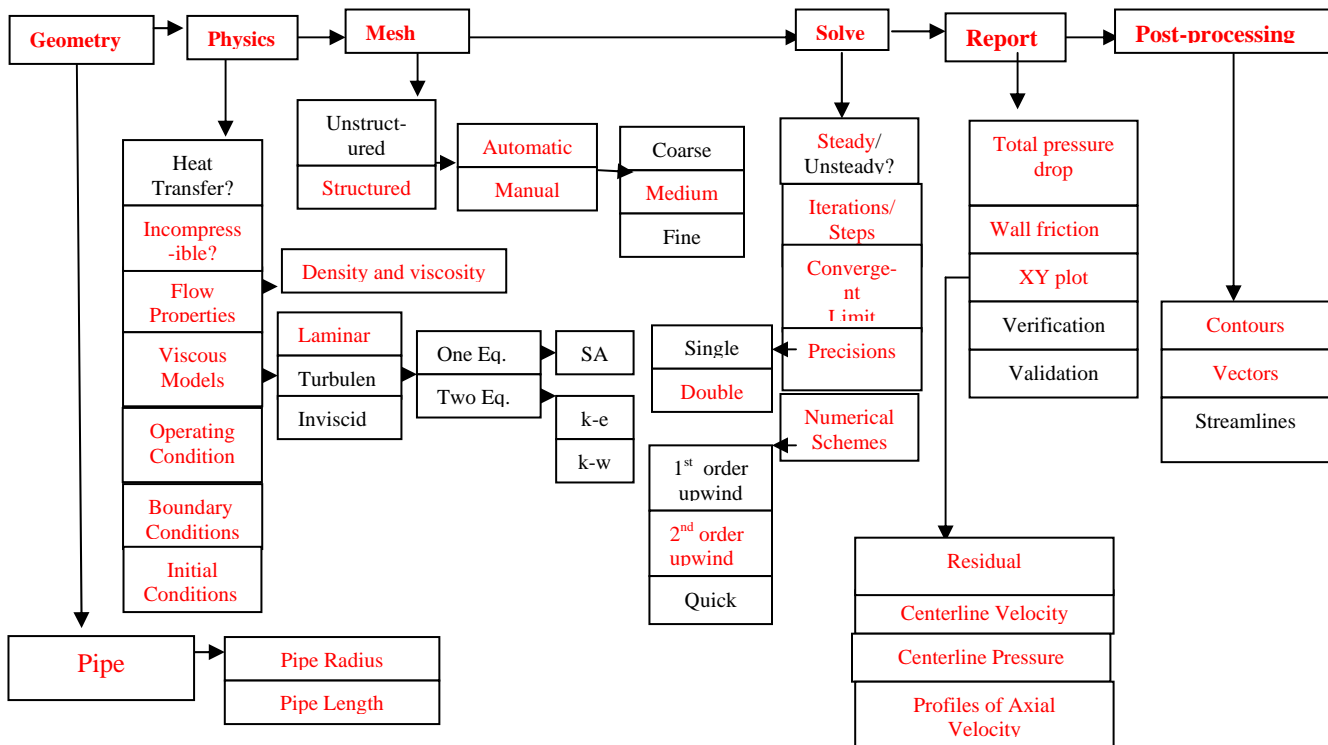 Geometry
Physics
Mesh
Solve
Report
Post-processing
Heat
Transfer?
Incompress
-ible?
Flow
Properties
Viscous
Models
Operating
Condition
Boundary
Conditions
Initial
Conditions
Density and viscosity
Laminar
Turbulen
Inviscid
One Eq.
Two Eq.
SA
k-e
k-w
Unstruct-
ured
Structured
Automatic
Manual
Coarse
Medium
Fine
Steady/
Unsteady?
Iterations/
Steps
Converge-
nt
Limit
Precisions
Numerical
Schemes
Single
Double
1st order
upwind
2nd order
upwind
Quick
Total pressure
drop
Wall friction
XY plot
Verification
Validation
Residual
Centerline Velocity
Centerline Pressure
Profiles of Axial
Velocity
Contours
Vectors
Streamlines
Pipe
Pipe Radius
Pipe Length